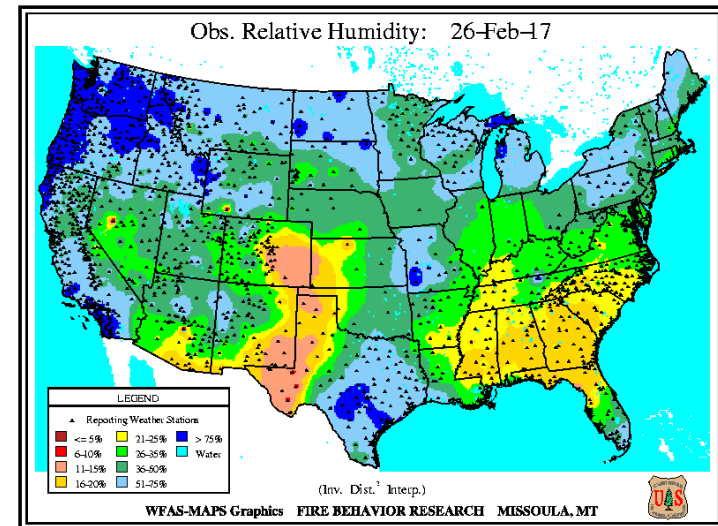 Obs. Relative Humidity: 26-Feb-17
LEGEND
Reporting Weather Stations
<= 5% 21-25% > 75%
6-10% 26-35% Water
11-15% 36-50%
16-20% 51-75%
(Inv. Dist.² Interp.)
WFAS-MAPS Graphics FIRE BEHAVIOR RESEARCH MISSOULA, MT
U S